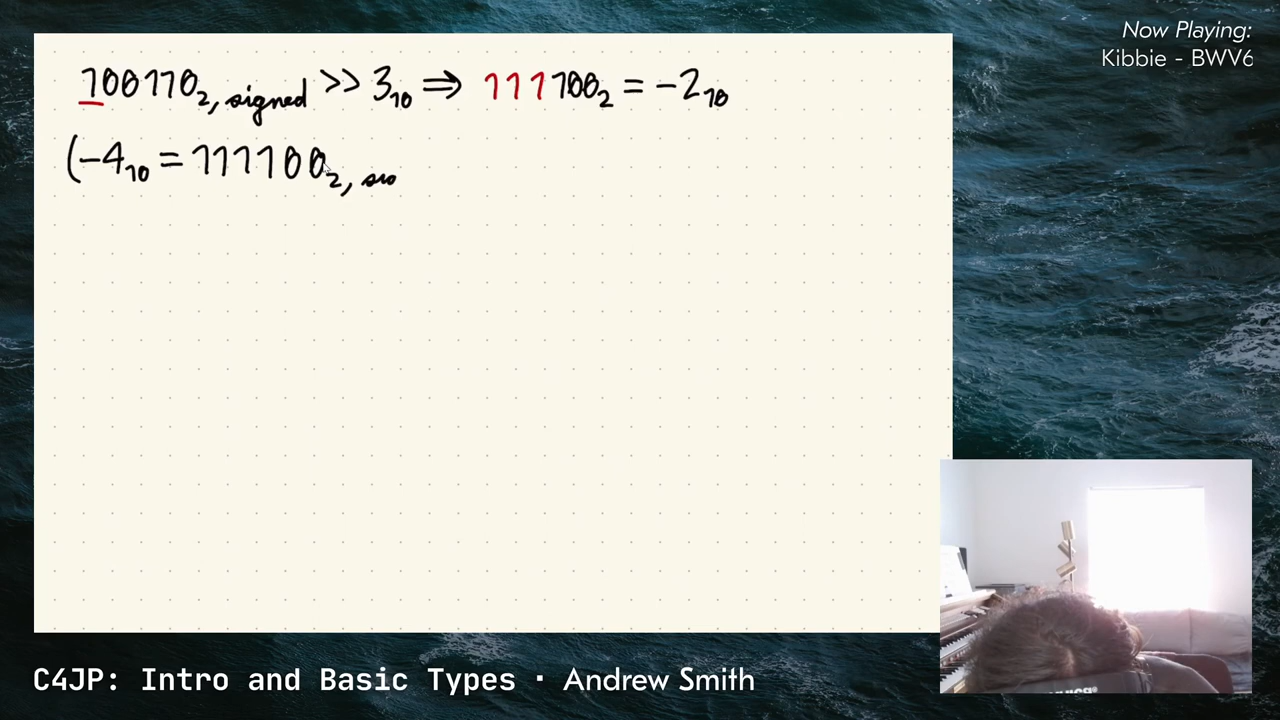 Now Playing:
Kibbie - BWV6
100110₂, signed >> 3₁₀ ⇒ 111100₂ = -2₁₀
(-4₁₀ = 111100₂,
C4JP: Intro and Basic Types · Andrew Smith